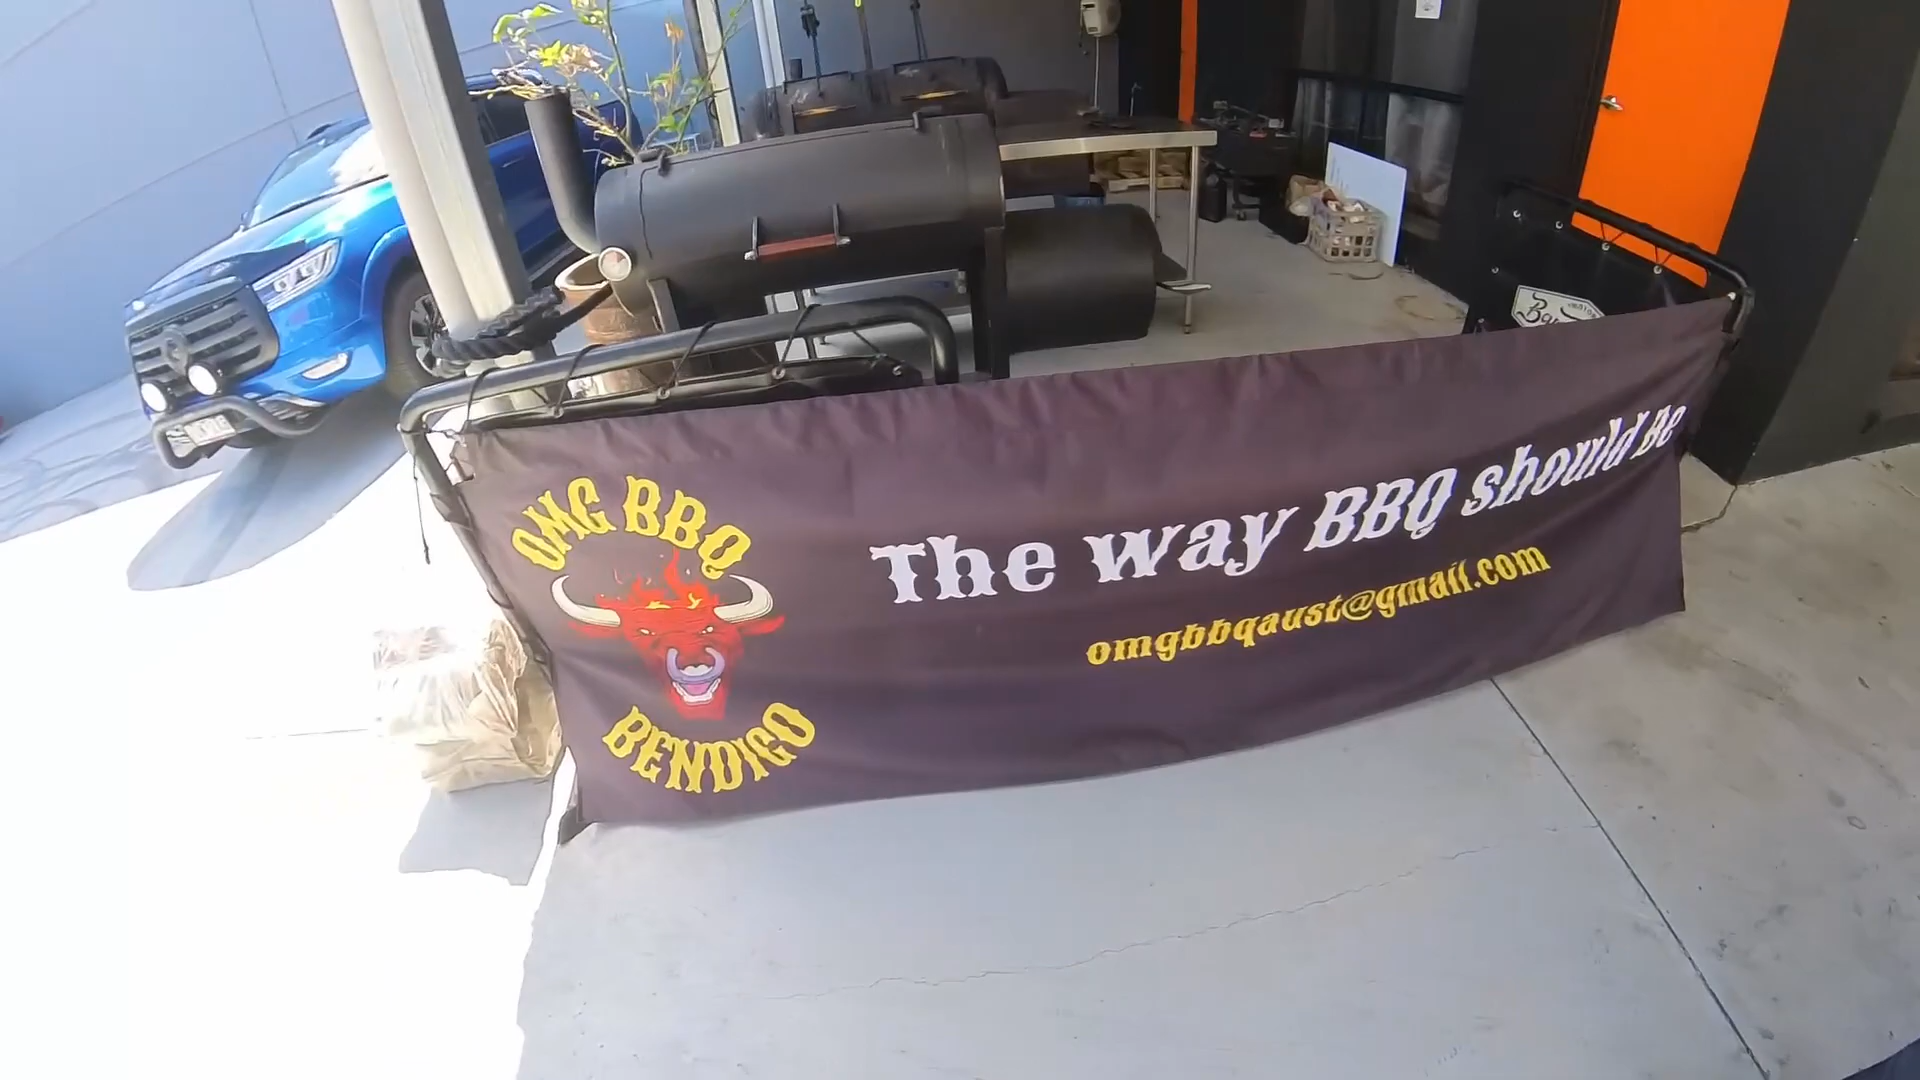 OMG BBQ
BENDIGO
The way BBQ should Be
omgbbqaust@gmail.com